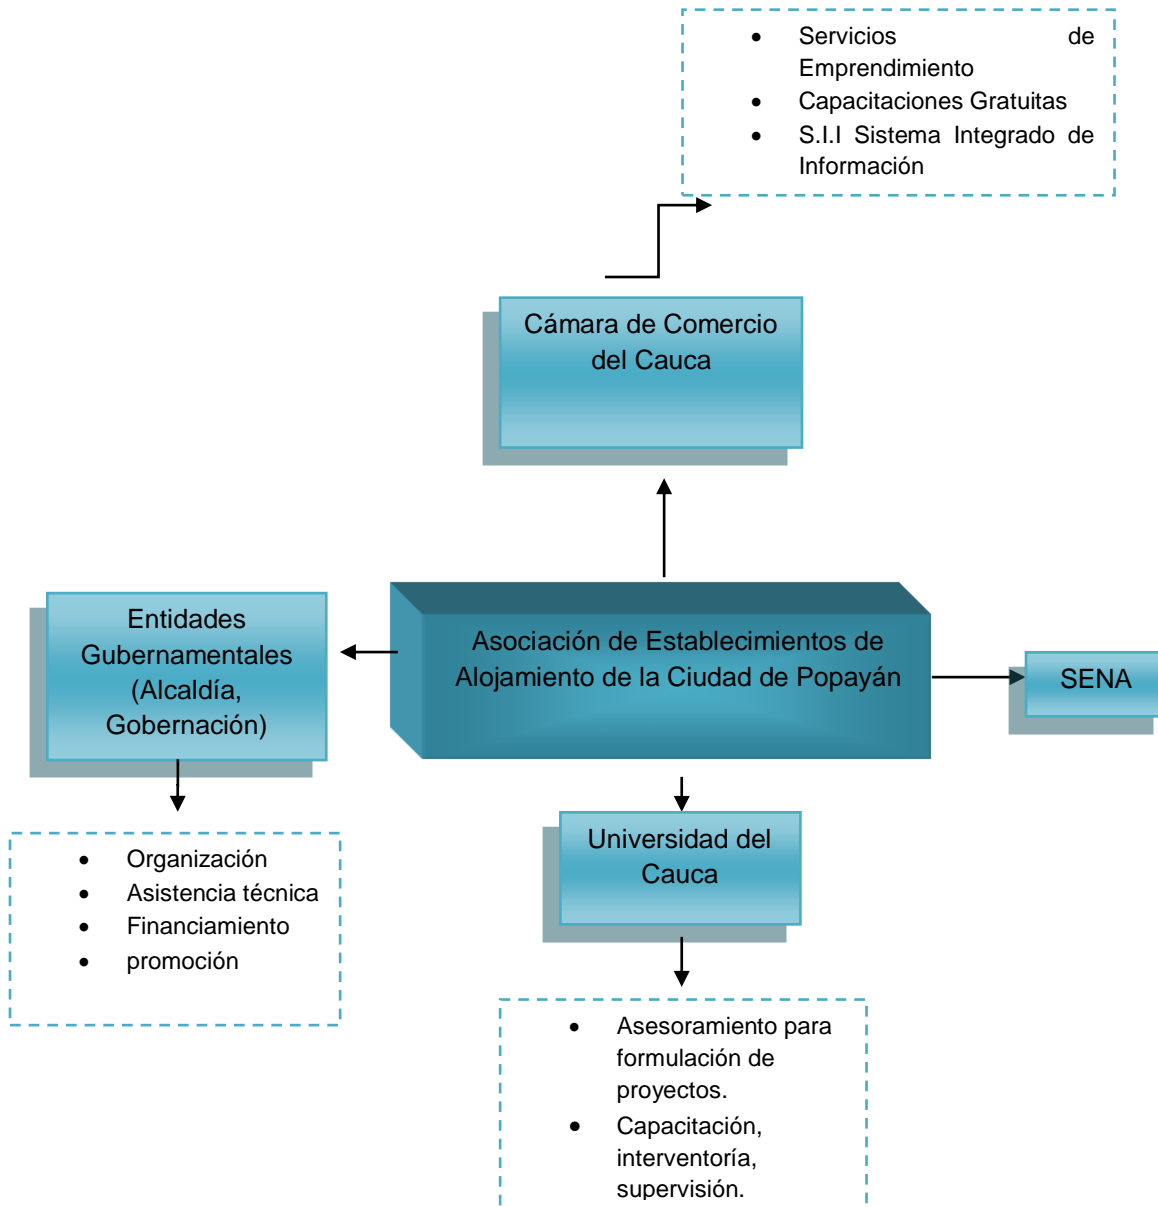 • Servicios de
Emprendimiento
• Capacitaciones Gratuitas
• S.I.I Sistema Integrado de
Información
Cámara de Comercio
del Cauca
Asociación de Establecimientos de
Alojamiento de la Ciudad de Popayán
Entidades
Gubernamentales
(Alcaldía,
Gobernación)
SENA
Universidad del
Cauca
• Organización
• Asistencia técnica
• Financiamiento
• promoción
• Asesoramiento para
formulación de
proyectos.
• Capacitación,
interventoría,
supervisión.